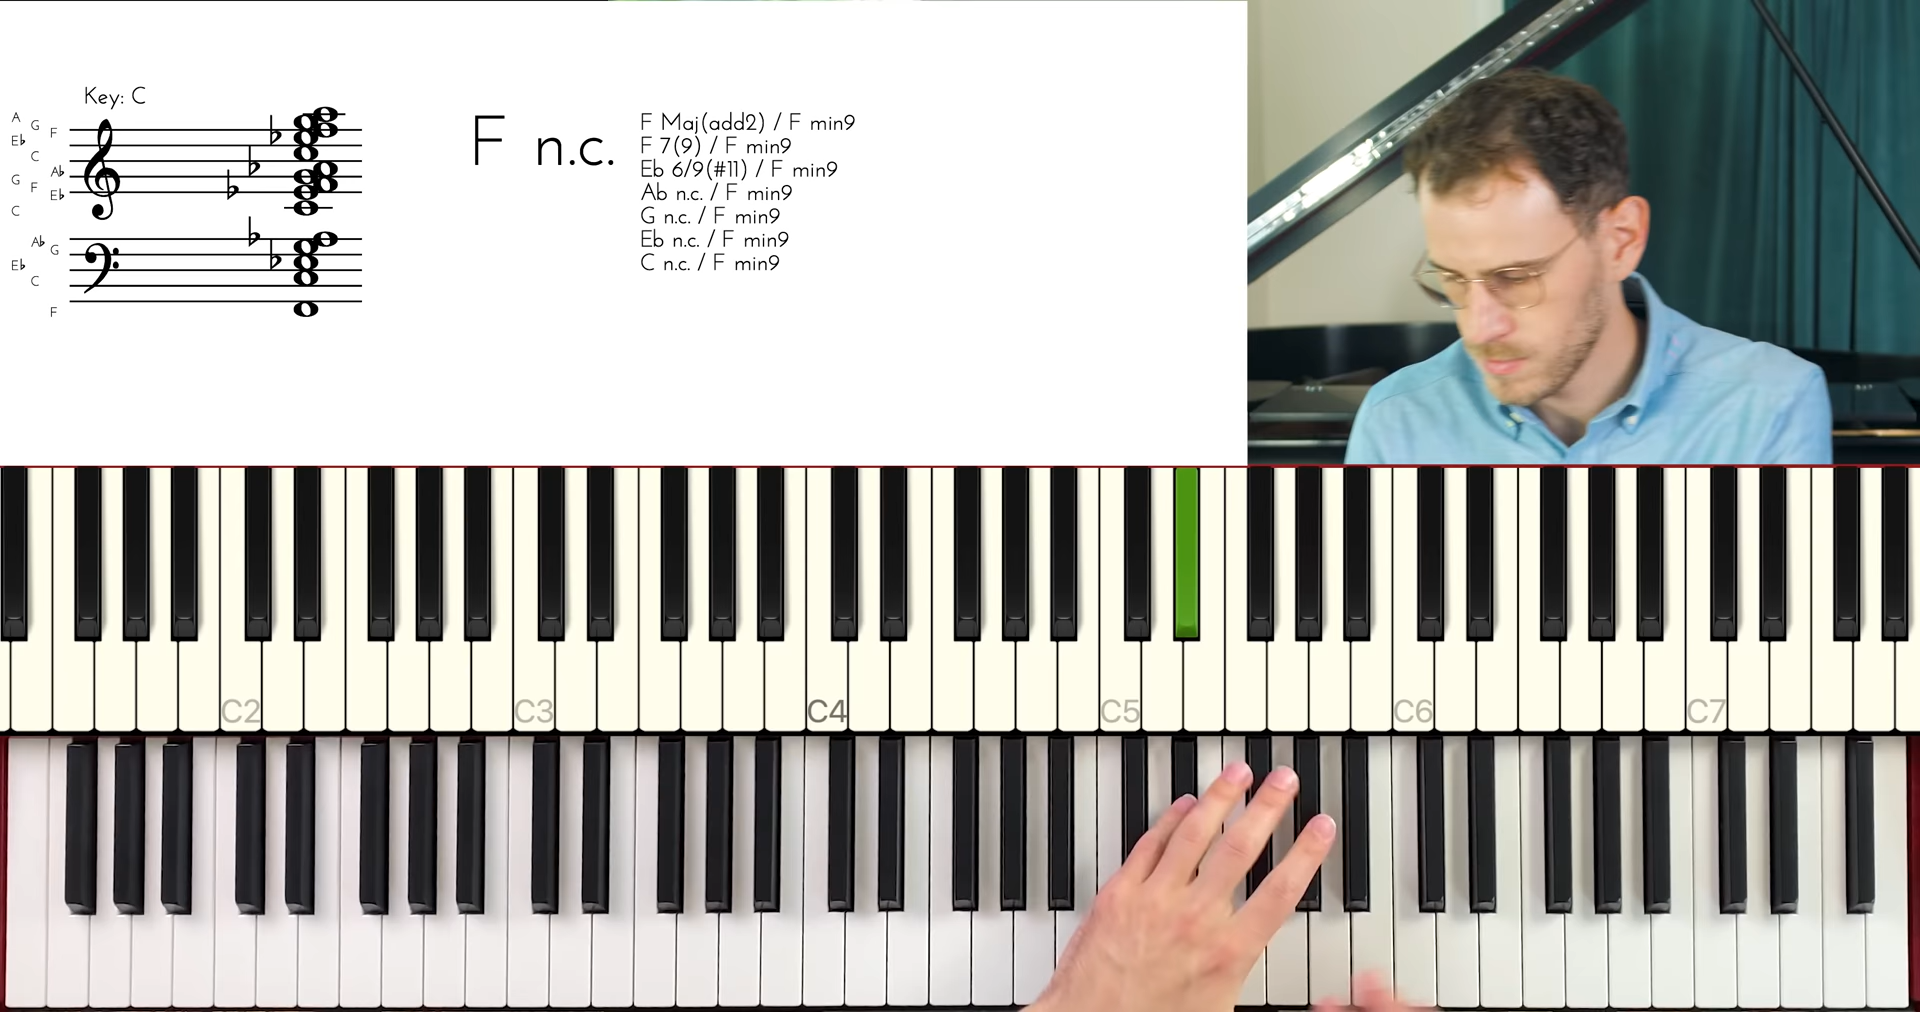 Key: C
A
G
F
Eb
C
Ab
G
F
Eb
C
Ab
G
Eb
C
F
F n.c.
F Maj(add2) / F min9
F 7(9) / F min9
Eb 6/9(#11) / F min9
Ab n.c. / F min9
G n.c. / F min9
Eb n.c. / F min9
C n.c. / F min9
C2 C3 C4 C5 C6 C7